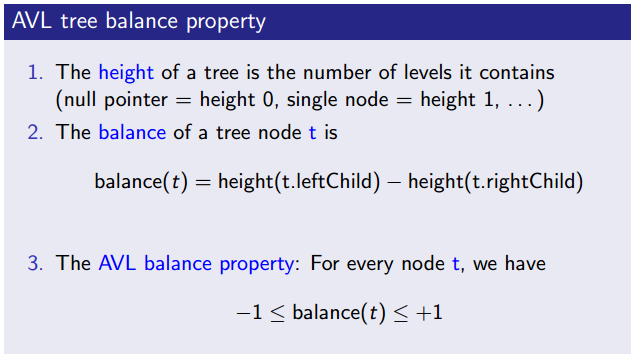 AVL tree balance property
1. The height of a tree is the number of levels it contains
(null pointer = height 0, single node = height 1, ...)
2. The balance of a tree node t is
balance(t) = height(t.leftChild) − height(t.rightChild)
3. The AVL balance property: For every node t, we have
−1 ≤ balance(t) ≤ +1